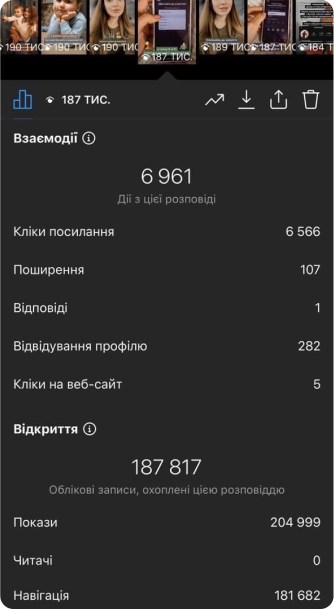 190 ТИС.
190 ТИС.
190 ТИС.
187 ТИС.
189 ТИС.
187 ТИС.
184 Т
187 ТИС.
Взаємодії
6 961
Дії з цієї розповіді
Кліки посилання 6 566
Поширення 107
Відповіді 1
Відвідування профілю 282
Кліки на веб-сайт 5
Відкриття
187 817
Облікові записи, охоплені цією розповіддю
Покази 204 999
Читачі 0
Навігація 181 682